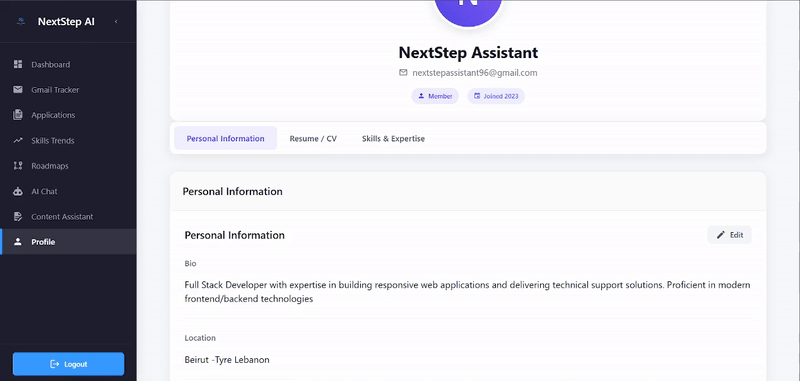 NextStep AI
Dashboard
Gmail Tracker
Applications
Skills Trends
Roadmaps
AI Chat
Content Assistant
Profile
Logout
N
NextStep Assistant
nextstepassistant96@gmail.com
Member
Joined 2023
Personal Information
Resume / CV
Skills & Expertise
Personal Information
Personal Information
Edit
Bio
Full Stack Developer with expertise in building responsive web applications and delivering technical support solutions. Proficient in modern
frontend/backend technologies
Location
Beirut -Tyre Lebanon